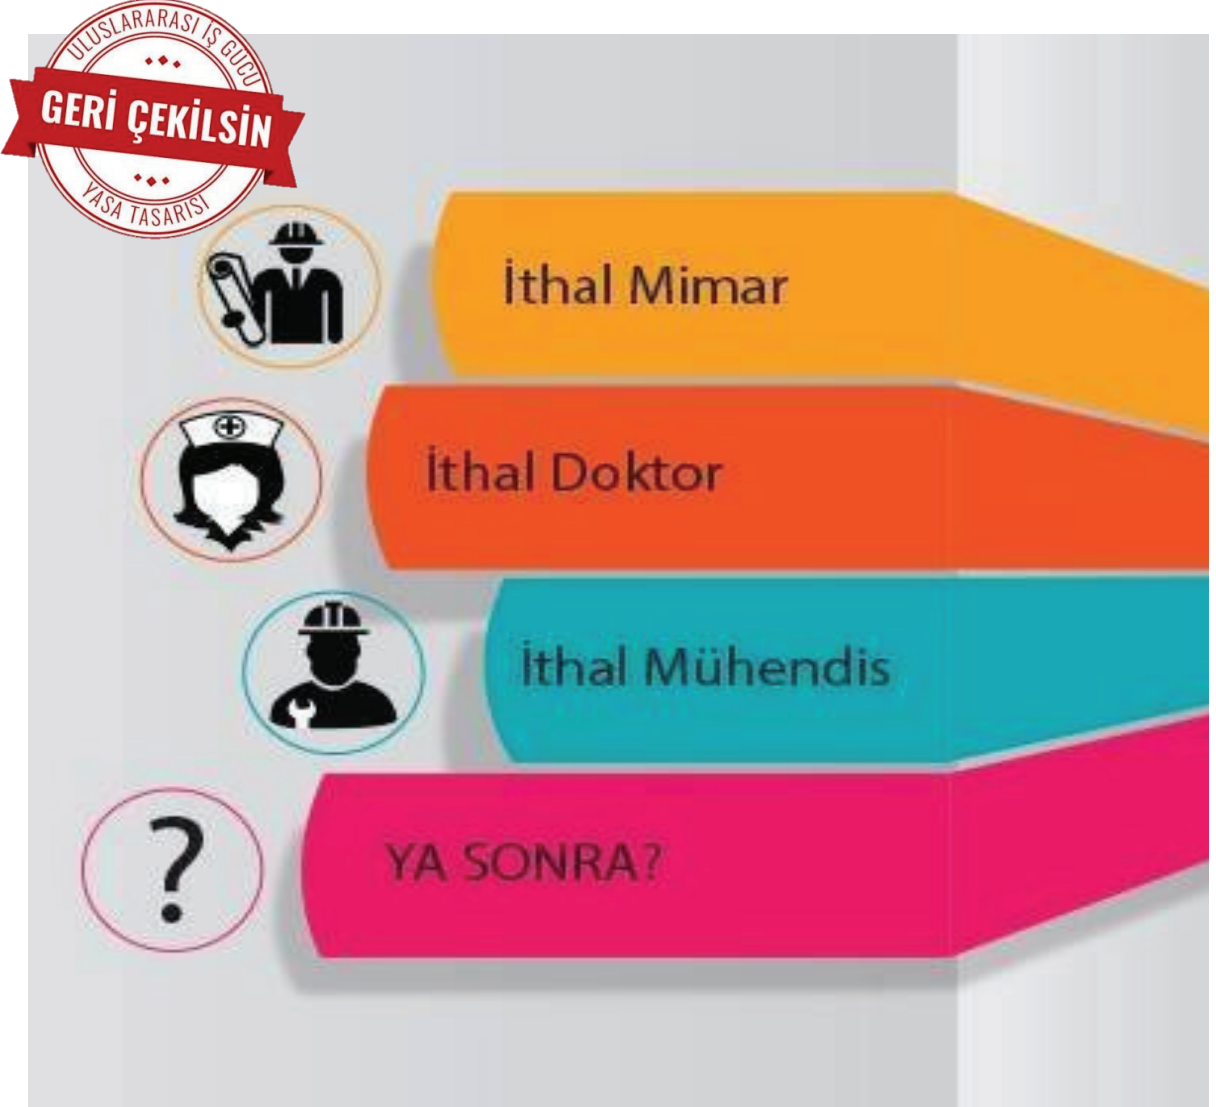 ULUSLARARASI İŞ GÜCÜ
GERİ ÇEKİLSİN
YASA TASARISI
İthal Mimar
İthal Doktor
İthal Mühendis
?
YA SONRA?